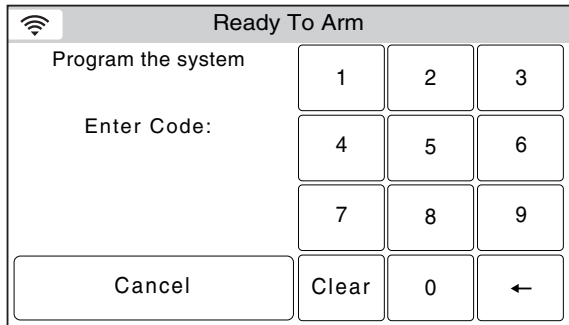 Ready To Arm
Program the system
Enter Code:
1 2 3
4 5 6
7 8 9
Cancel Clear 0 ←